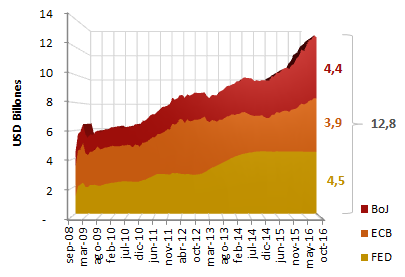 USD Billones
14
12
10
8
6
4
2
-
4,4
3,9
4,5
12,8
BoJ
ECB
FED
sep-08
mar-09
ago-09
feb-10
jul-10
dic-10
jun-11
nov-11
abr-12
oct-12
mar-13
ago-13
feb-14
jul-14
dic-14
jun-15
nov-15
may-16
oct-16